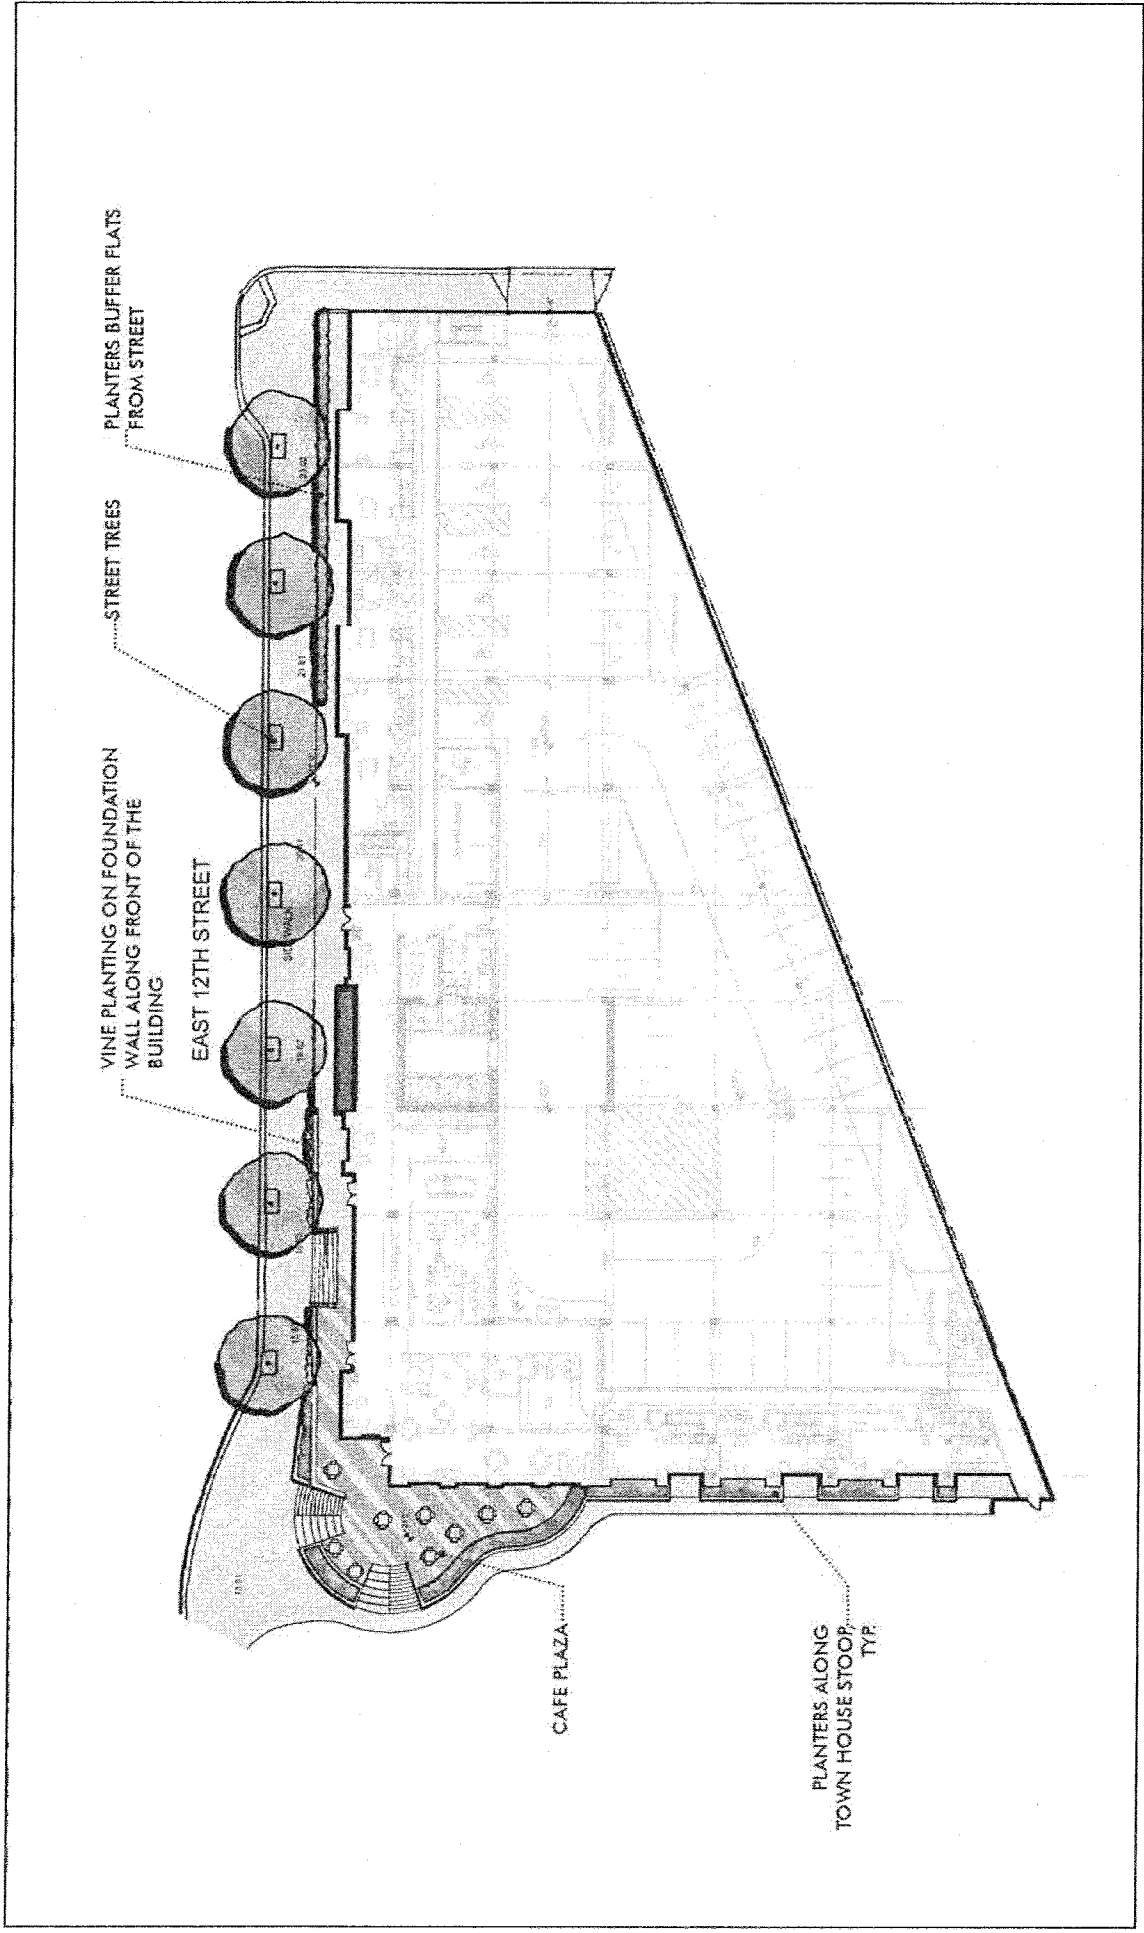 PLANTERS BUFFER FLATS
FROM STREET
STREET TREES
VINE PLANTING ON FOUNDATION
WALL ALONG FRONT OF THE
BUILDING
EAST 12TH STREET
SIDEWALK
CAFE PLAZA
PLANTERS ALONG
TOWN HOUSE STOOP,
TYP.